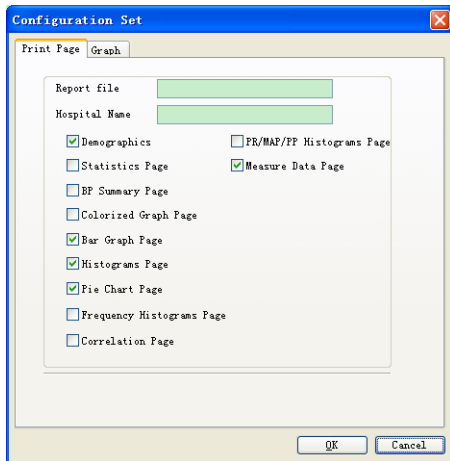 Configuration Set
Print Page Graph
Report file
Hospital Name
Demographics PR/MAP/PP Histograms Page
Statistics Page Measure Data Page
BP Summary Page
Colorized Graph Page
Bar Graph Page
Histograms Page
Pie Chart Page
Frequency Histograms Page
Correlation Page
OK Cancel